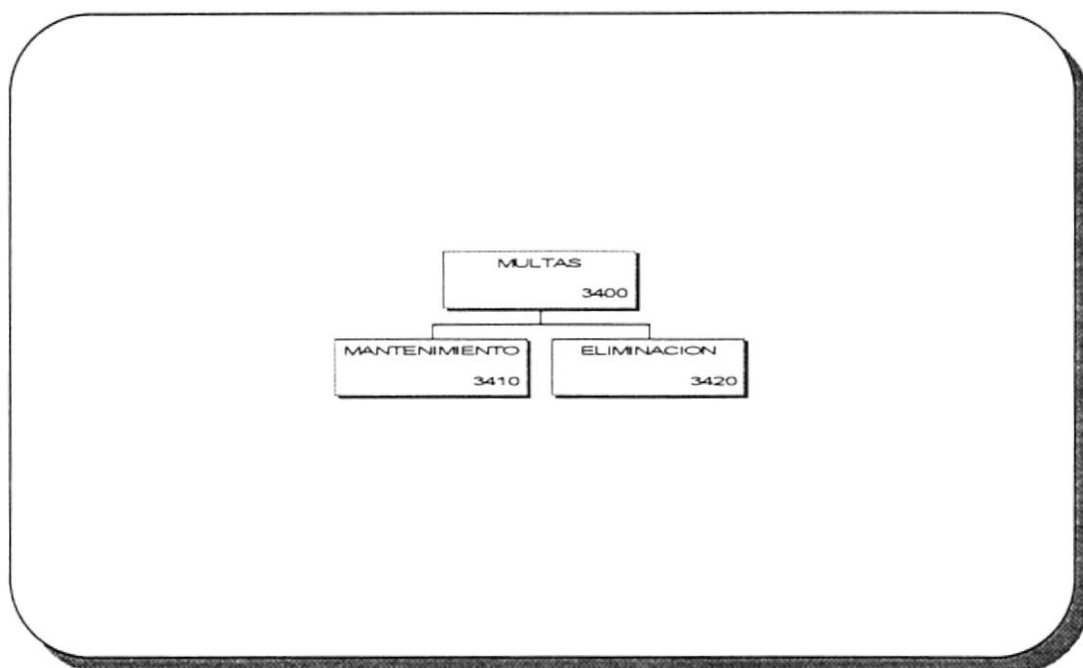 MULTAS
3400
MANTENIMIENTO
3410
ELIMINACION
3420